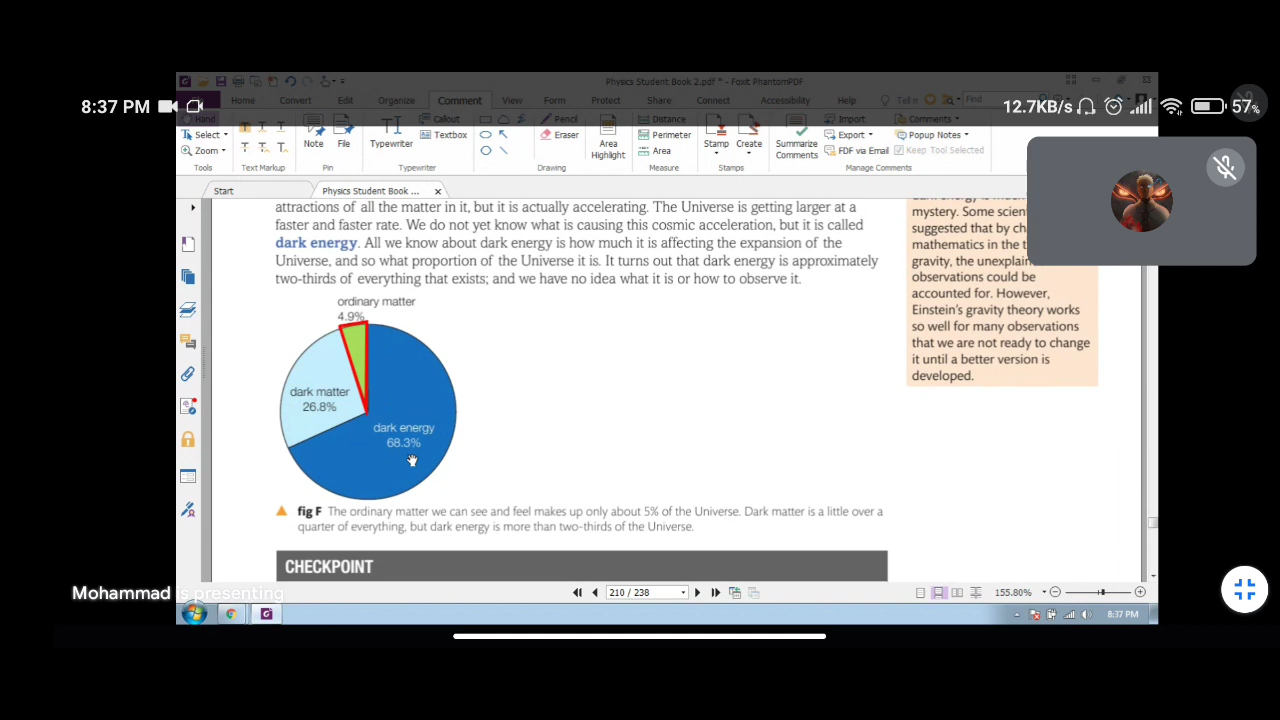 Physics Student Book 2.pdf * - Foxit PhantomPDF
8:37 PM
12.7KB/s
57%
Home Convert Edit Organize Comment View Form Protect Share Connect Accessibility Help Tell Find
Hand
Select
Zoom
Tools
Text Markup
Note
File
Typewriter
Callout
Textbox
Typewriter
Pencil
Eraser
Area Highlight
Drawing
Distance
Perimeter
Area
Measure
Stamp
Create
Stamps
Summarize Comments
Import
Export
FDF via Email
Comments
Popup Notes
Keep Tool Selected
Manage Comments
Start
Physics Student Book ...
attractions of all the matter in it, but it is actually accelerating. The Universe is getting larger at a
faster and faster rate. We do not yet know what is causing this cosmic acceleration, but it is called
dark energy. All we know about dark energy is how much it is affecting the expansion of the
Universe, and so what proportion of the Universe it is. It turns out that dark energy is approximately
two-thirds of everything that exists; and we have no idea what it is or how to observe it.
ordinary matter
4.9%
dark matter
26.8%
dark energy
68.3%
fig F The ordinary matter we can see and feel makes up only about 5% of the Universe. Dark matter is a little over a
quarter of everything, but dark energy is more than two-thirds of the Universe.
CHECKPOINT
mystery. Some scien
suggested that by ch
mathematics in the t
gravity, the unexplain
observations could be
accounted for. However,
Einstein's gravity theory works
so well for many observations
that we are not ready to change
it until a better version is
developed.
Mohammad is presenting
210 / 238
155.80%
8:37 PM